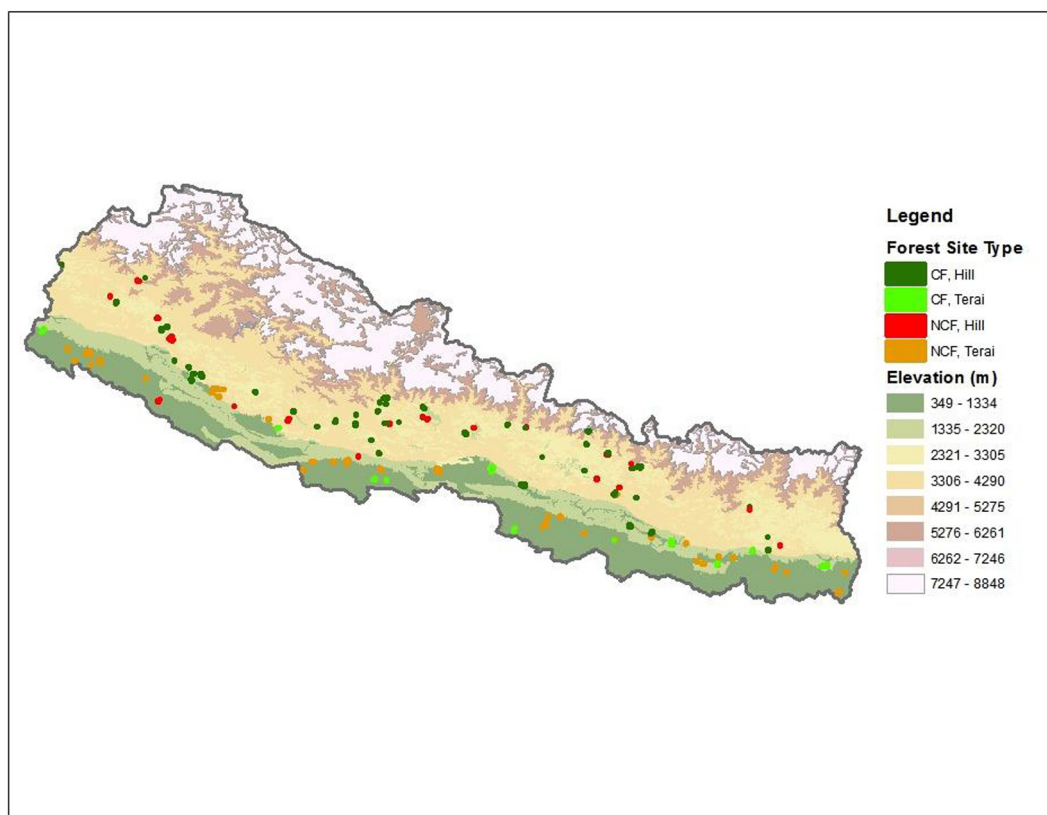 Legend
Forest Site Type
CF, Hill
CF, Terai
NCF, Hill
NCF, Terai
Elevation (m)
349 - 1334
1335 - 2320
2321 - 3305
3306 - 4290
4291 - 5275
5276 - 6261
6262 - 7246
7247 - 8848